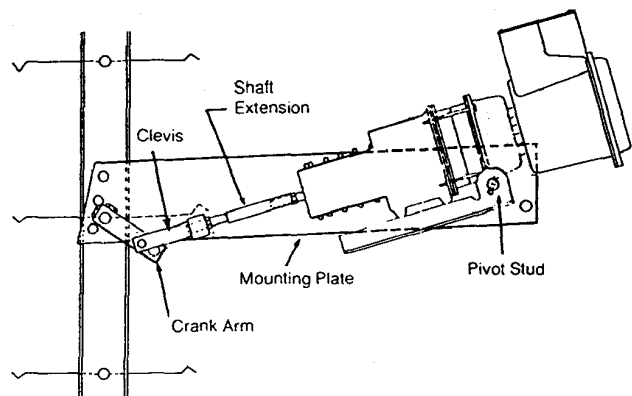 Shaft
Extension
Clevis
Mounting Plate
Pivot Stud
Crank Arm